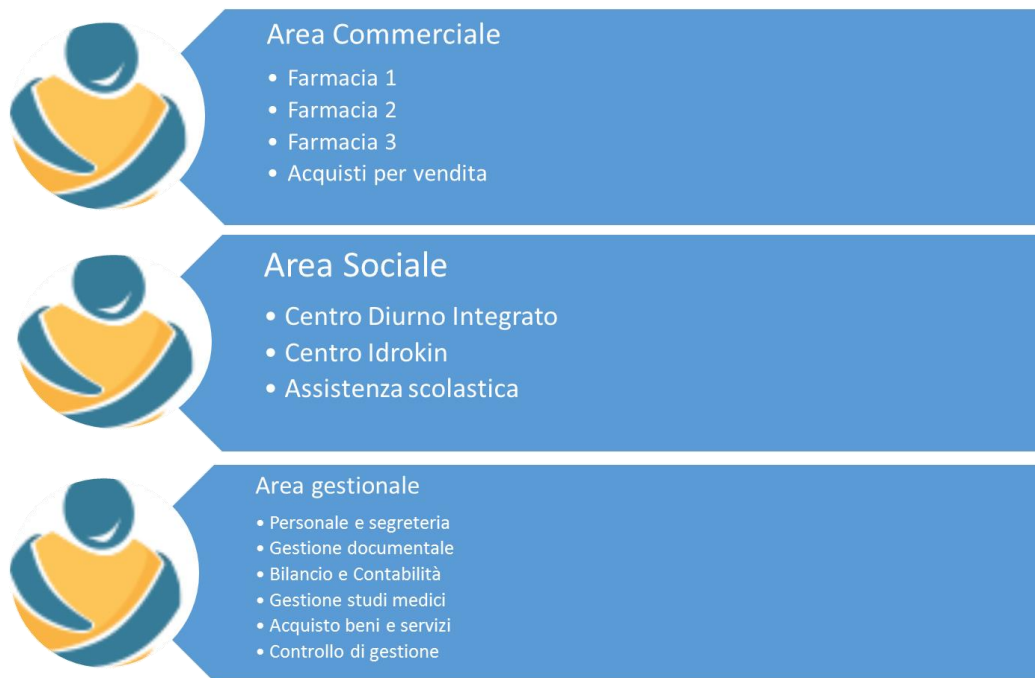 Area Commerciale
• Farmacia 1
• Farmacia 2
• Farmacia 3
• Acquisti per vendita
Area Sociale
• Centro Diurno Integrato
• Centro Idrokin
• Assistenza scolastica
Area gestionale
• Personale e segreteria
• Gestione documentale
• Bilancio e Contabilità
• Gestione studi medici
• Acquisto beni e servizi
• Controllo di gestione